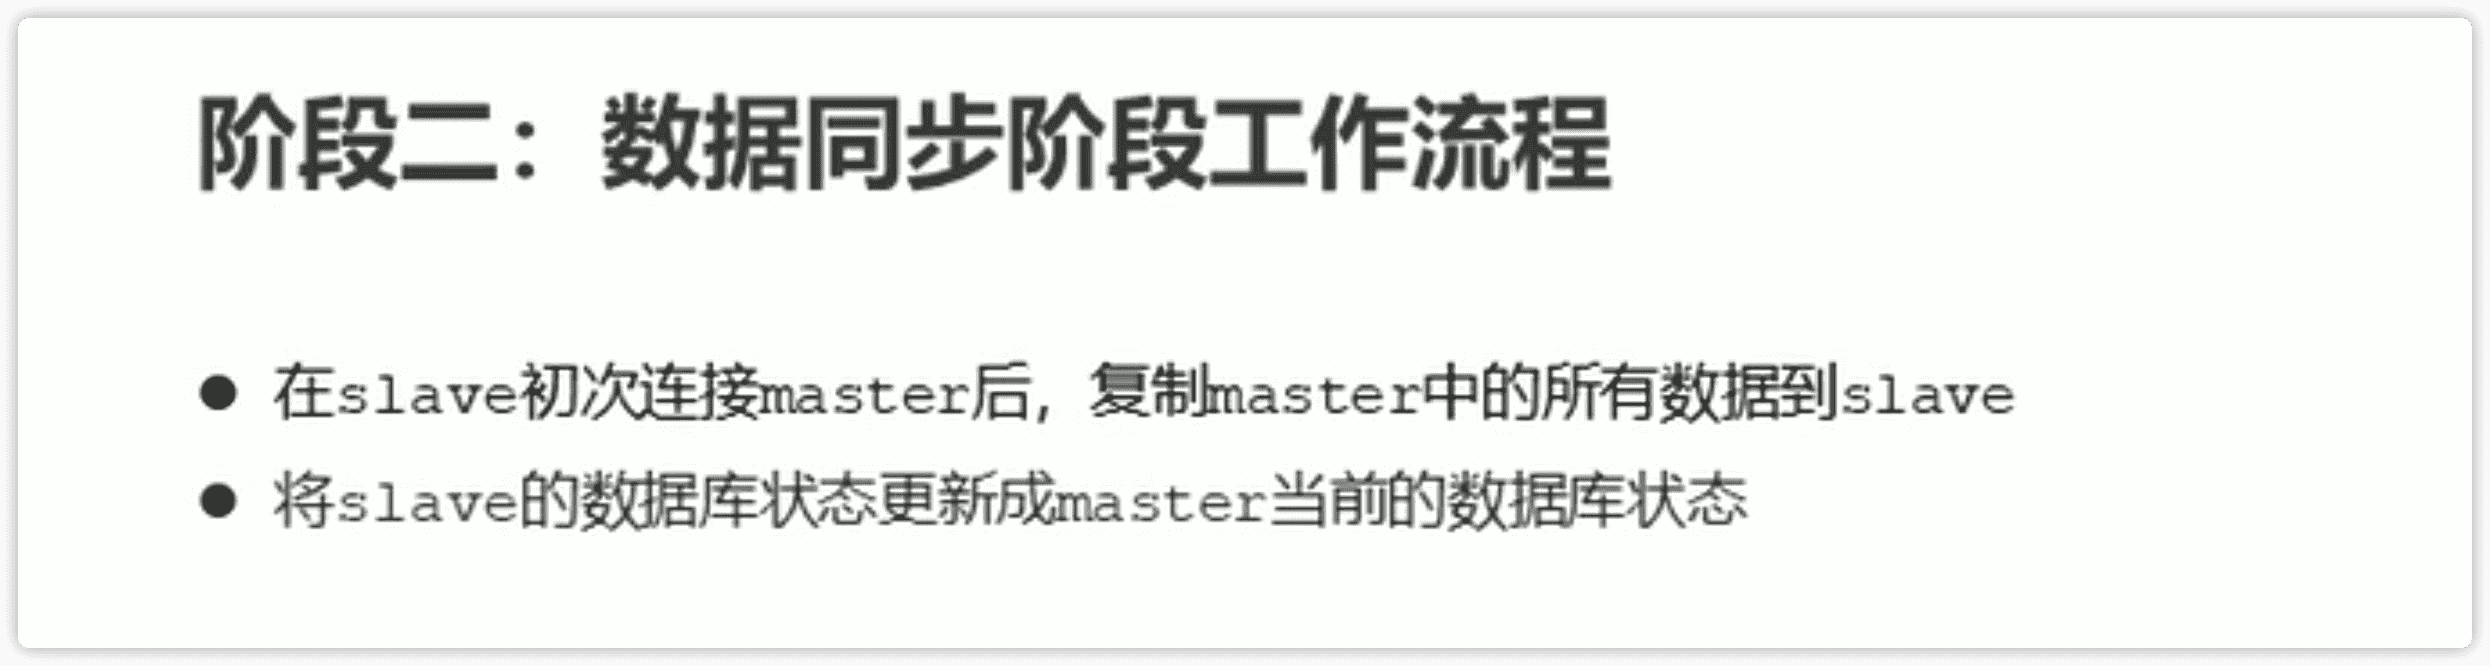 阶段二：数据同步阶段工作流程
● 在slave初次连接master后，复制master中的所有数据到slave
● 将slave的数据库状态更新成master当前的数据库状态